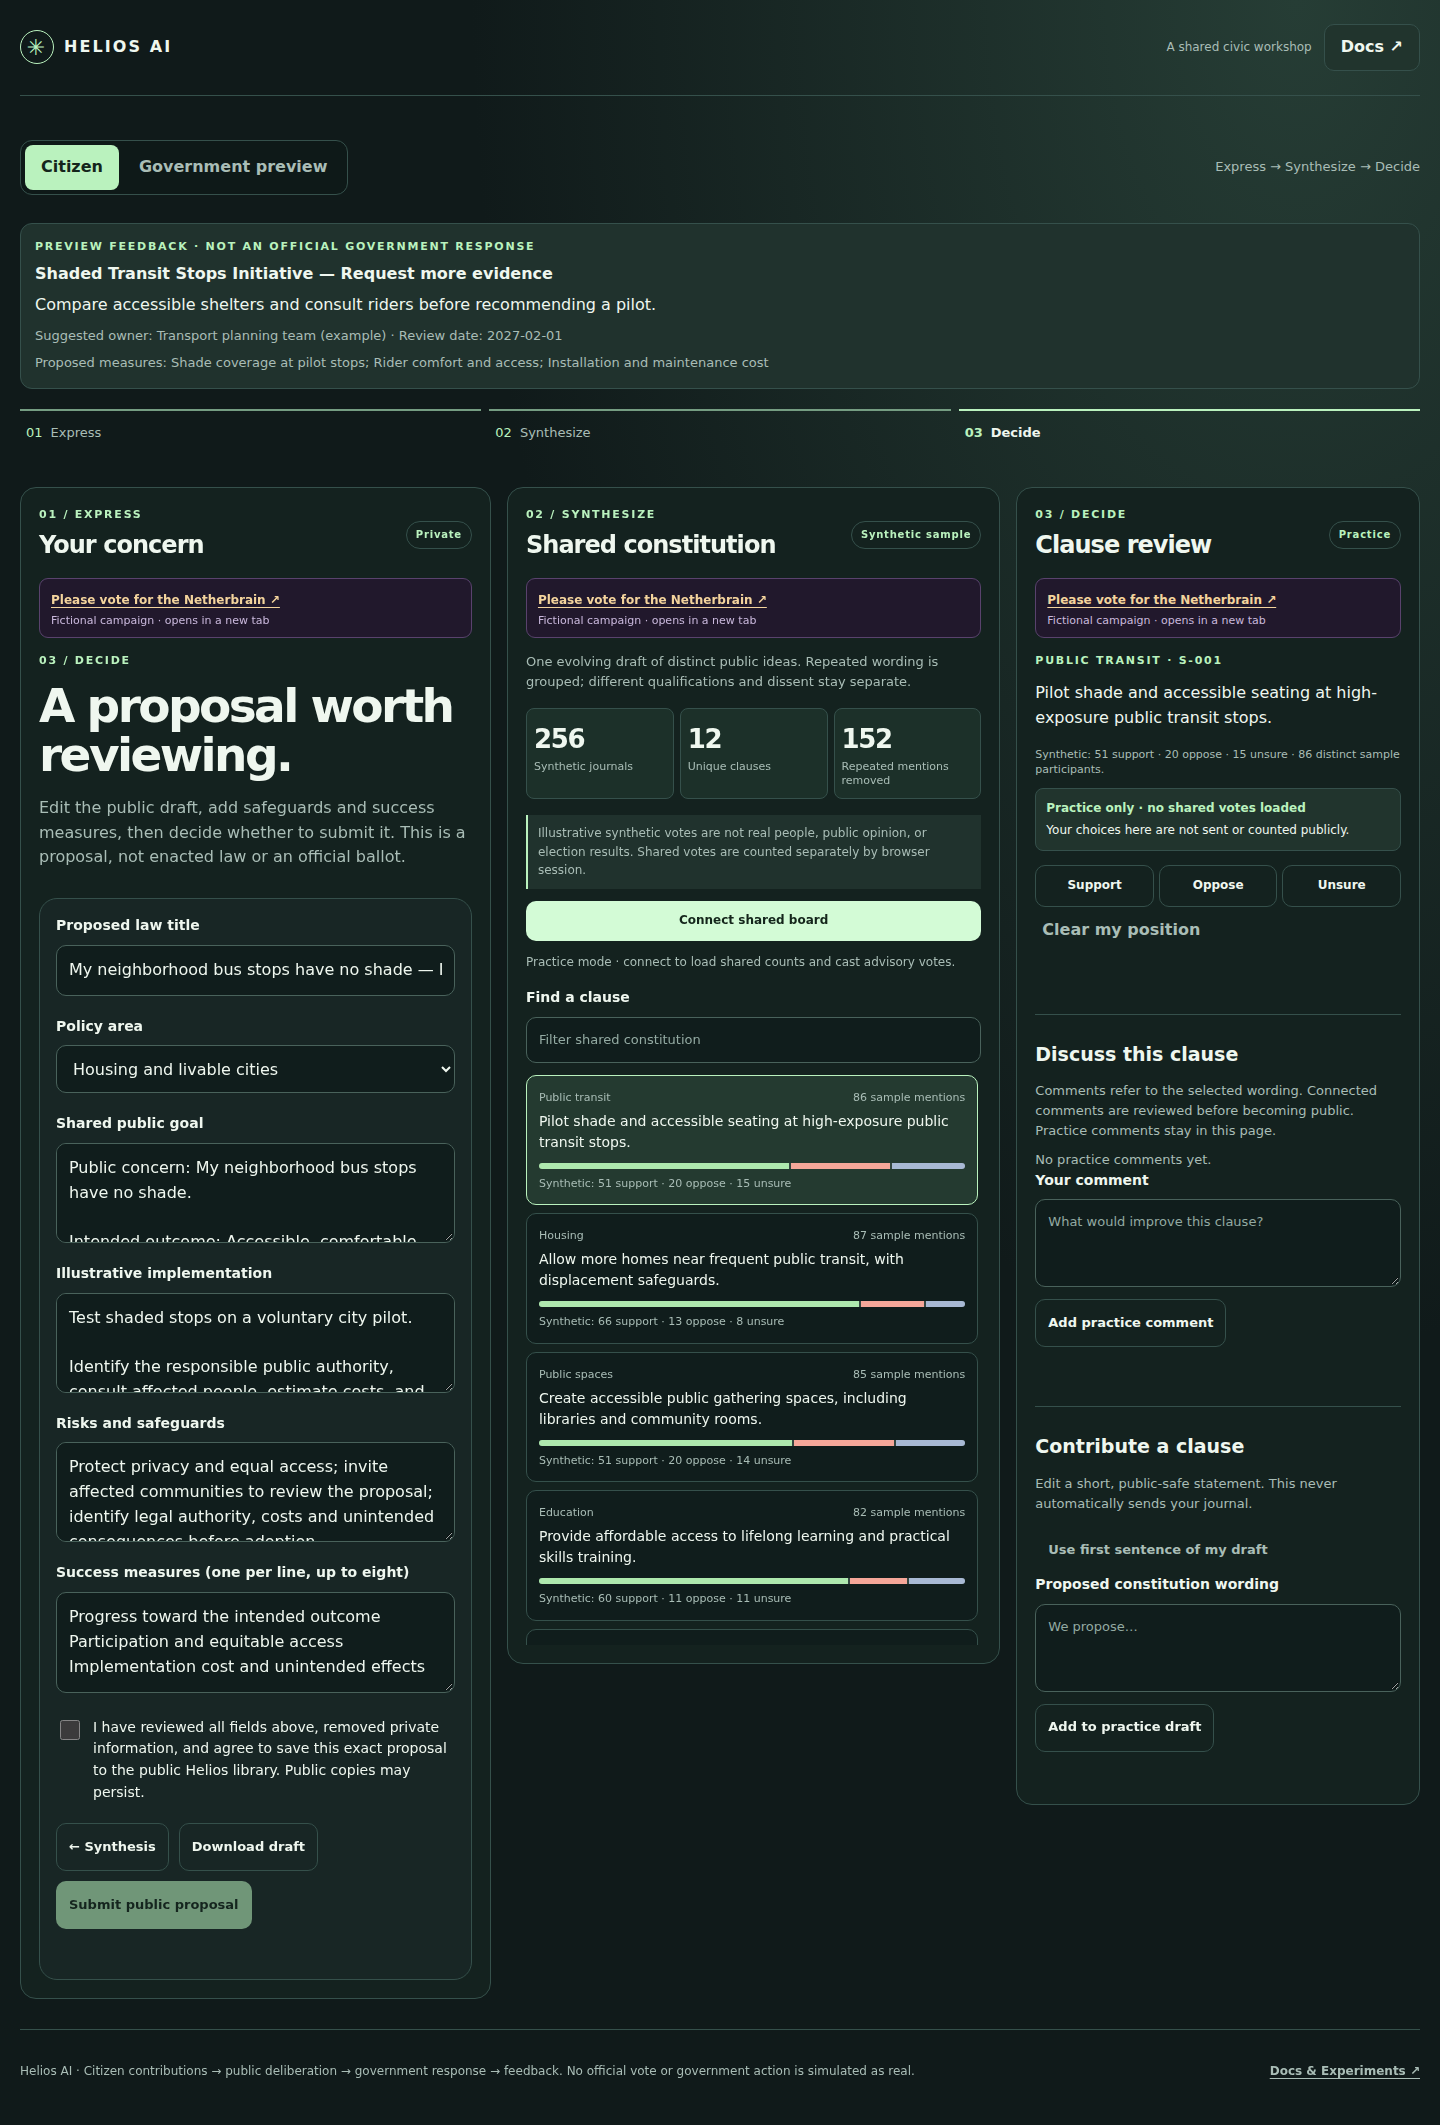 HELIOS AI
A shared civic workshop
Docs ↗
Citizen
Government preview
Express → Synthesize → Decide
PREVIEW FEEDBACK · NOT AN OFFICIAL GOVERNMENT RESPONSE
Shaded Transit Stops Initiative — Request more evidence
Compare accessible shelters and consult riders before recommending a pilot.
Suggested owner: Transport planning team (example) · Review date: 2027-02-01
Proposed measures: Shade coverage at pilot stops; Rider comfort and access; Installation and maintenance cost
01 Express
02 Synthesize
03 Decide
01 / EXPRESS
Your concern
Private
Please vote for the Netherbrain ↗
Fictional campaign · opens in a new tab
03 / DECIDE
A proposal worth
reviewing.
Edit the public draft, add safeguards and success
measures, then decide whether to submit it. This is a
proposal, not enacted law or an official ballot.
Proposed law title
My neighborhood bus stops have no shade — I
Policy area
Housing and livable cities
Shared public goal
Public concern: My neighborhood bus stops
have no shade.
Intended outcome: Accessible, comfortable
Illustrative implementation
Test shaded stops on a voluntary city pilot.
Identify the responsible public authority,
consult affected people, estimate costs, and
Risks and safeguards
Protect privacy and equal access; invite
affected communities to review the proposal;
identify legal authority, costs and unintended
consequences before adoption.
Success measures (one per line, up to eight)
Progress toward the intended outcome
Participation and equitable access
Implementation cost and unintended effects
I have reviewed all fields above, removed private
information, and agree to save this exact proposal
to the public Helios library. Public copies may
persist.
← Synthesis
Download draft
Submit public proposal
02 / SYNTHESIZE
Shared constitution
Synthetic sample
Please vote for the Netherbrain ↗
Fictional campaign · opens in a new tab
One evolving draft of distinct public ideas. Repeated wording is
grouped; different qualifications and dissent stay separate.
256
Synthetic journals
12
Unique clauses
152
Repeated mentions
removed
Illustrative synthetic votes are not real people, public opinion, or
election results. Shared votes are counted separately by browser
session.
Connect shared board
Practice mode · connect to load shared counts and cast advisory votes.
Find a clause
Filter shared constitution
Public transit
86 sample mentions
Pilot shade and accessible seating at high-exposure public
transit stops.
Synthetic: 51 support · 20 oppose · 15 unsure
Housing
87 sample mentions
Allow more homes near frequent public transit, with
displacement safeguards.
Synthetic: 66 support · 13 oppose · 8 unsure
Public spaces
85 sample mentions
Create accessible public gathering spaces, including
libraries and community rooms.
Synthetic: 51 support · 20 oppose · 14 unsure
Education
82 sample mentions
Provide affordable access to lifelong learning and practical
skills training.
Synthetic: 60 support · 11 oppose · 11 unsure
03 / DECIDE
Clause review
Practice
Please vote for the Netherbrain ↗
Fictional campaign · opens in a new tab
PUBLIC TRANSIT · S-001
Pilot shade and accessible seating at high-
exposure public transit stops.
Synthetic: 51 support · 20 oppose · 15 unsure · 86 distinct sample
participants.
Practice only · no shared votes loaded
Your choices here are not sent or counted publicly.
Support
Oppose
Unsure
Clear my position
Discuss this clause
Comments refer to the selected wording. Connected
comments are reviewed before becoming public.
Practice comments stay in this page.
No practice comments yet.
Your comment
What would improve this clause?
Add practice comment
Contribute a clause
Edit a short, public-safe statement. This never
automatically sends your journal.
Use first sentence of my draft
Proposed constitution wording
We propose…
Add to practice draft
Helios AI · Citizen contributions → public deliberation → government response → feedback. No official vote or government action is simulated as real.
Docs & Experiments ↗